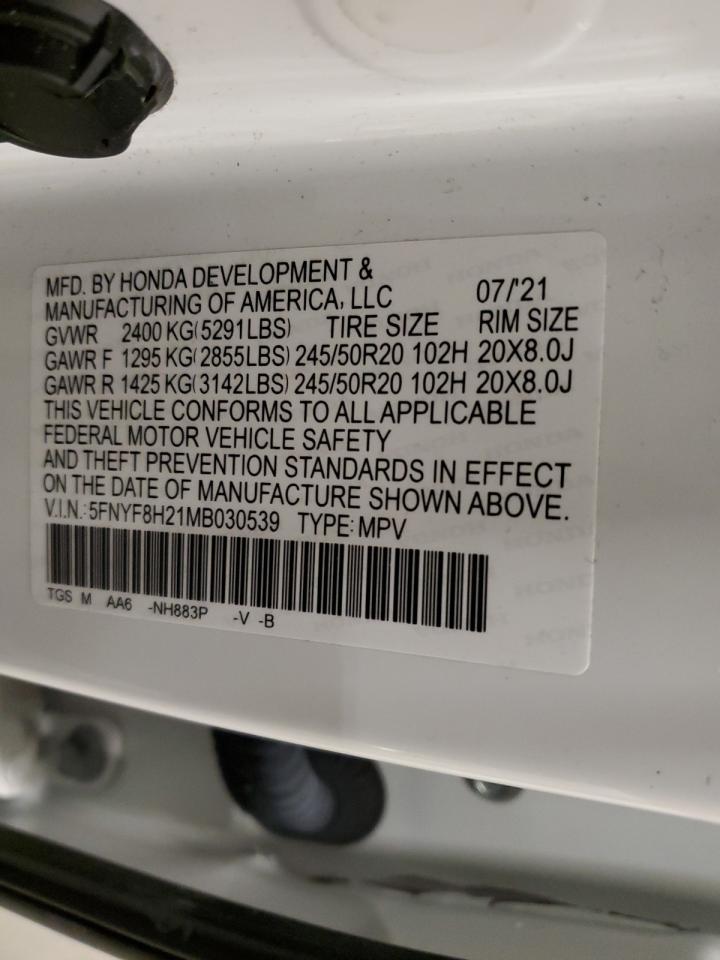 MFD. BY HONDA DEVELOPMENT &
MANUFACTURING OF AMERICA, LLC 07/'21
GVWR 2400 KG(5291LBS) TIRE SIZE RIM SIZE
GAWR F 1295 KG(2855LBS) 245/50R20 102H 20X8.0J
GAWR R 1425 KG(3142LBS) 245/50R20 102H 20X8.0J
THIS VEHICLE CONFORMS TO ALL APPLICABLE
FEDERAL MOTOR VEHICLE SAFETY
AND THEFT PREVENTION STANDARDS IN EFFECT
ON THE DATE OF MANUFACTURE SHOWN ABOVE.
V.I.N.:5FNYF8H21MB030539 TYPE:MPV
TGS M AA6 -NH883P -V -B